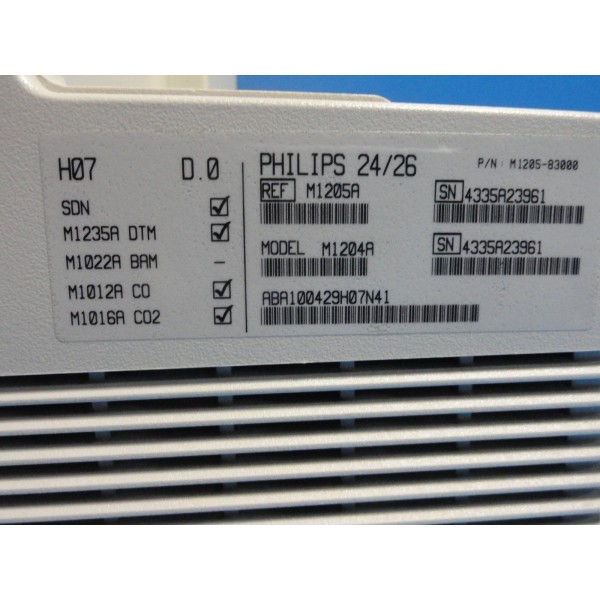 H07 D.0
SDN ☑
M1235A DTM ☑
M1022A BAM –
M1012A CO ☑
M1016A CO2 ☑
PHILIPS 24/26 P/N: M1205-83000
REF M1205A SN 4335A23961
MODEL M1204A SN 4335A23961
ABA100429H07N41